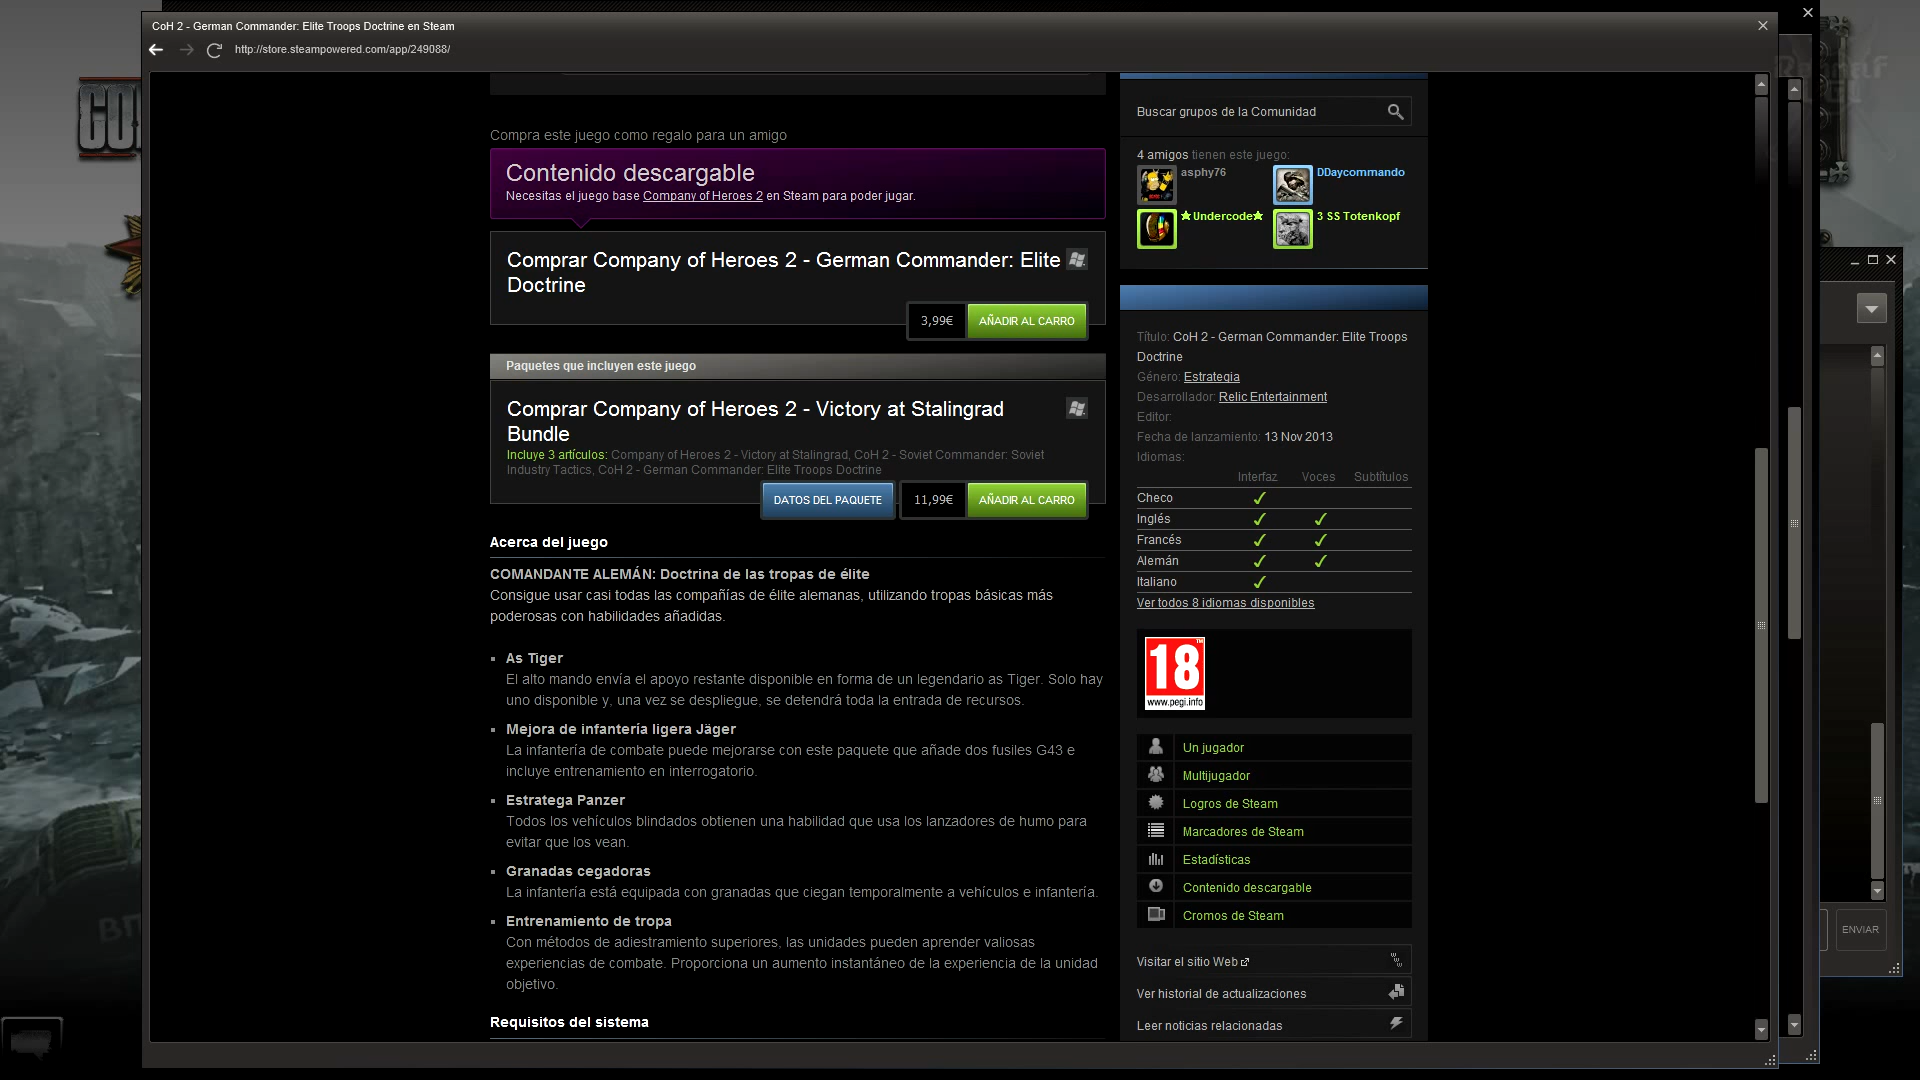 CoH 2 - German Commander: Elite Troops Doctrine en Steam
http://store.steampowered.com/app/249088/
Compra este juego como regalo para un amigo
Contenido descargable
Necesitas el juego base Company of Heroes 2 en Steam para poder jugar.
Comprar Company of Heroes 2 - German Commander: Elite
Doctrine
3,99€
AÑADIR AL CARRO
Paquetes que incluyen este juego
Comprar Company of Heroes 2 - Victory at Stalingrad
Bundle
Incluye 3 artículos: Company of Heroes 2 - Victory at Stalingrad, CoH 2 - Soviet Commander: Soviet
Industry Tactics, CoH 2 - German Commander: Elite Troops Doctrine
DATOS DEL PAQUETE
11,99€
AÑADIR AL CARRO
Acerca del juego
COMANDANTE ALEMÁN: Doctrina de las tropas de élite
Consigue usar casi todas las compañías de élite alemanas, utilizando tropas básicas más
poderosas con habilidades añadidas.
As Tiger
El alto mando envía el apoyo restante disponible en forma de un legendario as Tiger. Solo hay
uno disponible y, una vez se despliegue, se detendrá toda la entrada de recursos.
Mejora de infantería ligera Jäger
La infantería de combate puede mejorarse con este paquete que añade dos fusiles G43 e
incluye entrenamiento en interrogatorio.
Estratega Panzer
Todos los vehículos blindados obtienen una habilidad que usa los lanzadores de humo para
evitar que los vean.
Granadas cegadoras
La infantería está equipada con granadas que ciegan temporalmente a vehículos e infantería.
Entrenamiento de tropa
Con métodos de adiestramiento superiores, las unidades pueden aprender valiosas
experiencias de combate. Proporciona un aumento instantáneo de la experiencia de la unidad
objetivo.
Requisitos del sistema
Buscar grupos de la Comunidad
4 amigos tienen este juego:
asphy76
DDaycommando
★Undercode★
3 SS Totenkopf
Título: CoH 2 - German Commander: Elite Troops
Doctrine
Género: Estrategia
Desarrollador: Relic Entertainment
Editor:
Fecha de lanzamiento: 13 Nov 2013
Idiomas:
Interfaz Voces Subtítulos
Checo ✓
Inglés ✓ ✓
Francés ✓ ✓
Alemán ✓ ✓
Italiano ✓
Ver todos 8 idiomas disponibles
18
www.pegi.info
Un jugador
Multijugador
Logros de Steam
Marcadores de Steam
Estadísticas
Contenido descargable
Cromos de Steam
Visitar el sitio Web
Ver historial de actualizaciones
Leer noticias relacionadas
ENVIAR